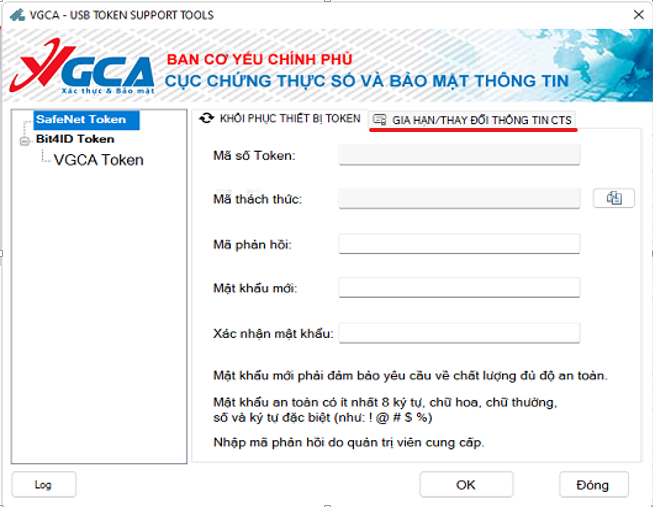 VGCA - USB TOKEN SUPPORT TOOLS
VGCA
Xác thực & Bảo mật
BAN CƠ YẾU CHÍNH PHỦ
CỤC CHỨNG THỰC SỐ VÀ BẢO MẬT THÔNG TIN
SafeNet Token
Bit4ID Token
VGCA Token
KHÔI PHỤC THIẾT BỊ TOKEN
GIA HẠN/THAY ĐỔI THÔNG TIN CTS
Mã số Token:
Mã thách thức:
Mã phản hồi:
Mật khẩu mới:
Xác nhận mật khẩu:
Mật khẩu mới phải đảm bảo yêu cầu về chất lượng đủ độ an toàn.
Mật khẩu an toàn có ít nhất 8 ký tự, chữ hoa, chữ thường,
số và ký tự đặc biệt (như: ! @ # $ %)
Nhập mã phản hồi do quản trị viên cung cấp.
Log
OK
Đóng